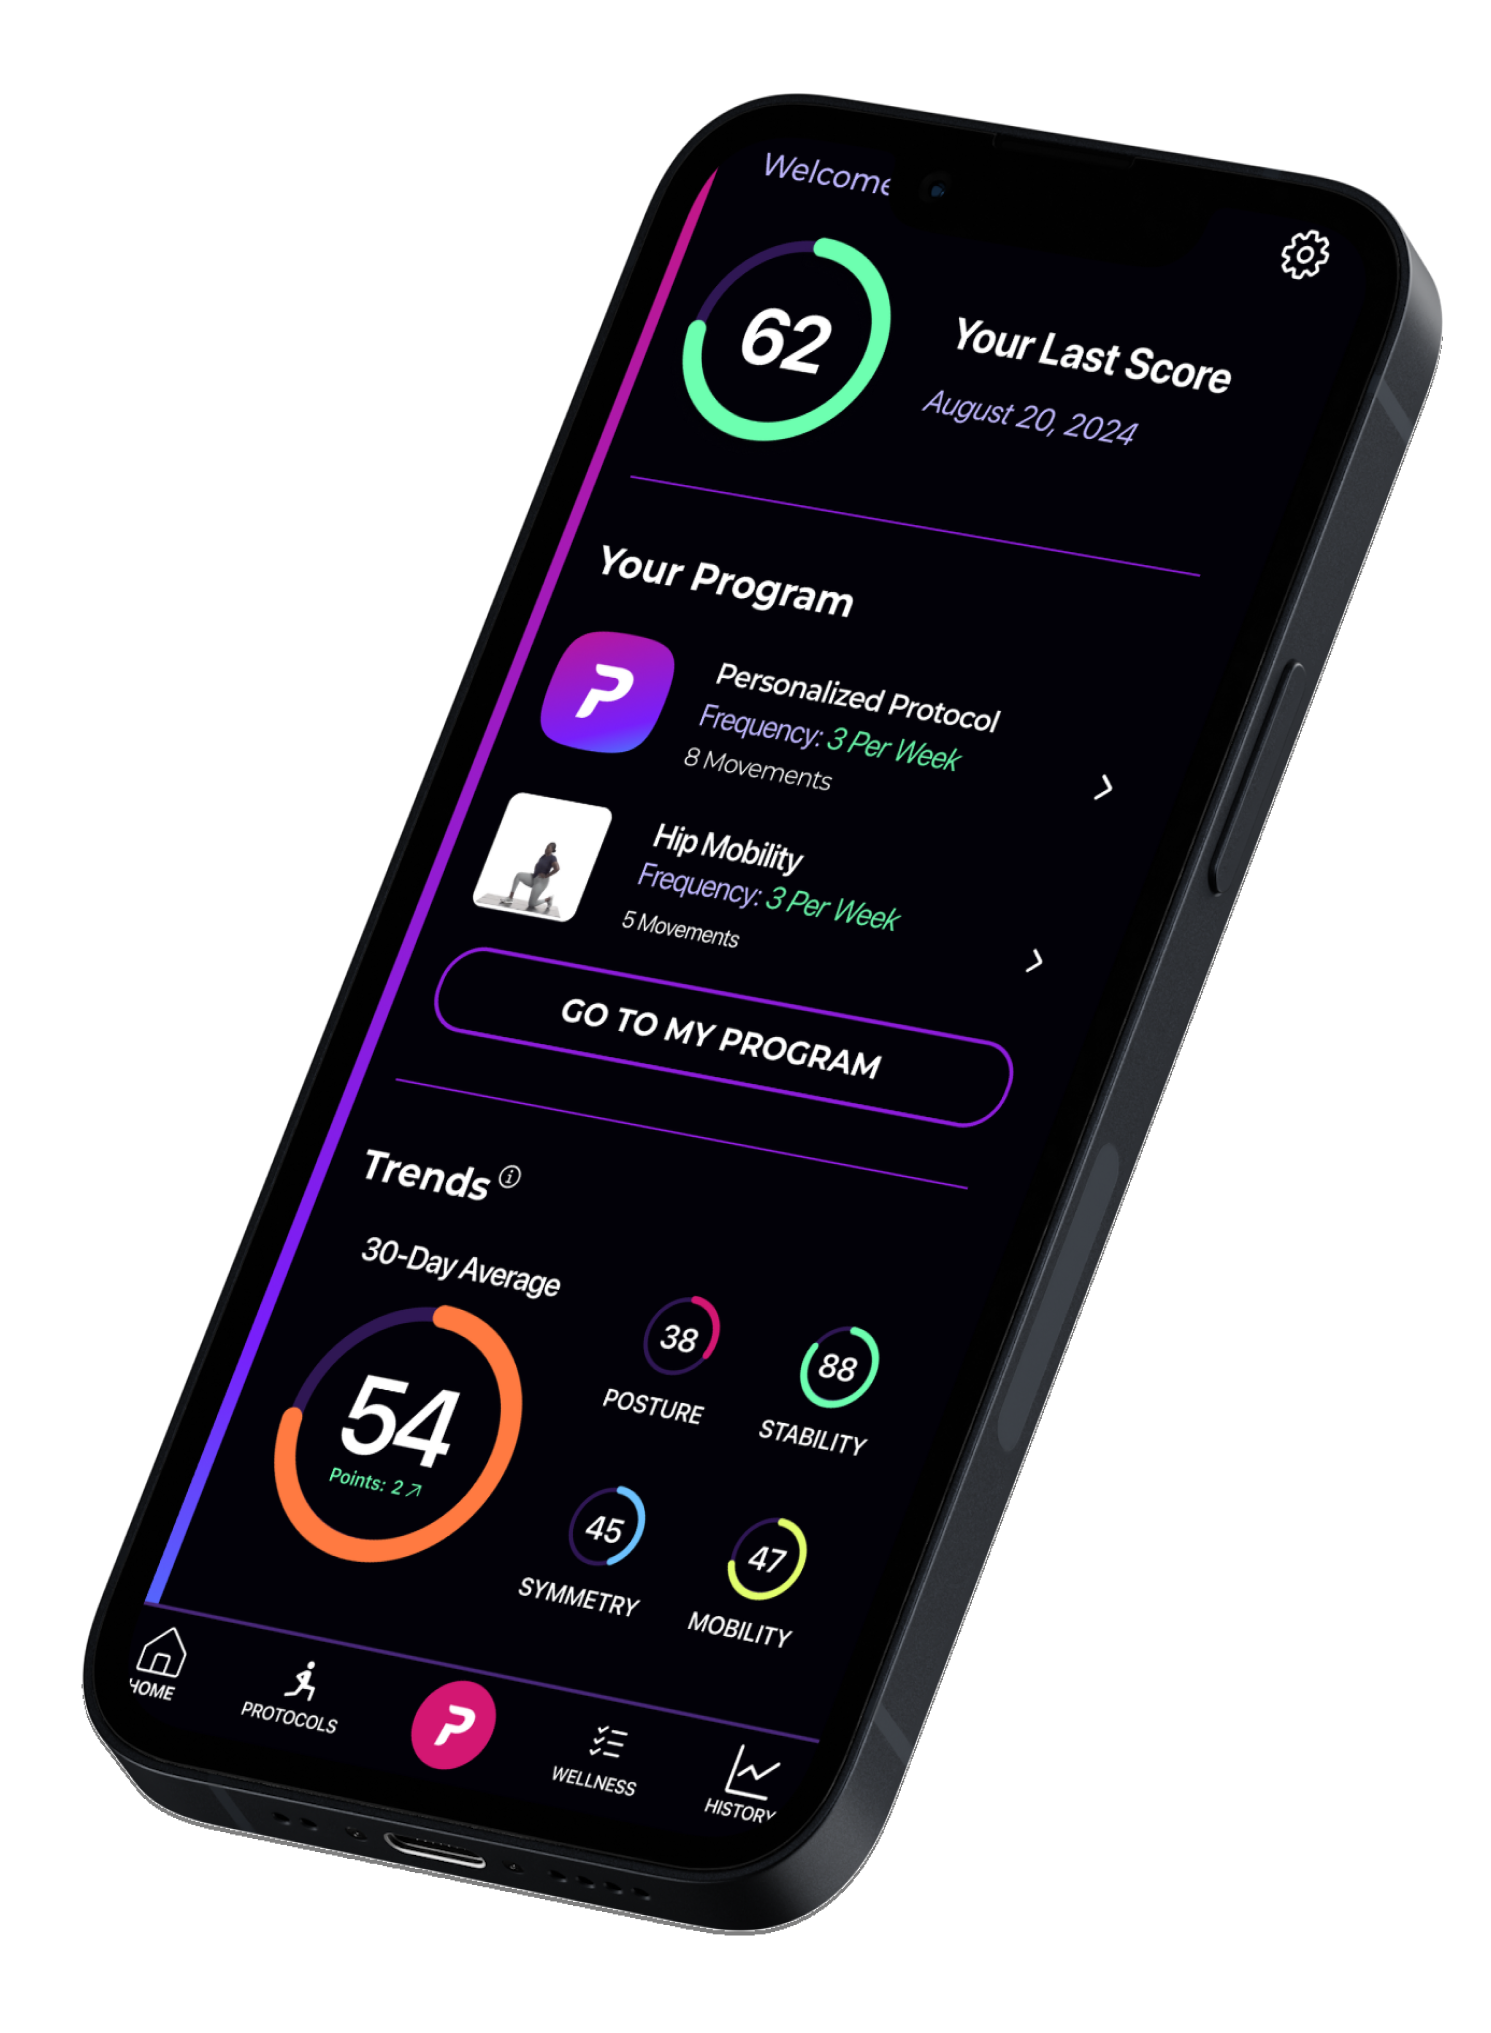 Welcome
62
Your Last Score
August 20, 2024
Your Program
P
Personalized Protocol
Frequency: 3 Per Week
8 Movements
Hip Mobility
Frequency: 3 Per Week
5 Movements
GO TO MY PROGRAM
Trends
30-Day Average
54
Points: 2
38
POSTURE
88
STABILITY
45
SYMMETRY
47
MOBILITY
HOME
PROTOCOLS
P
WELLNESS
HISTORY